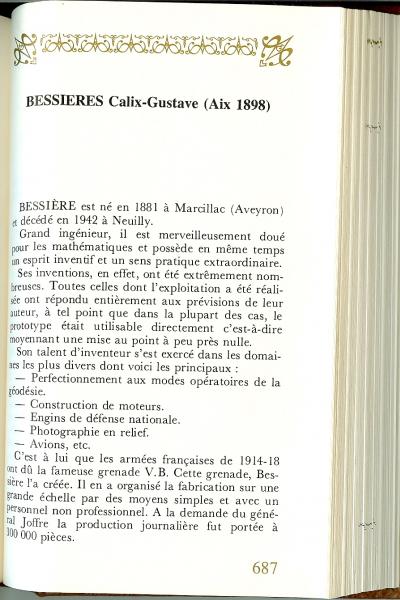 BESSIERES Calix-Gustave (Aix 1898)
BESSIÈRE est né en 1881 à Marcillac (Aveyron)
et décédé en 1942 à Neuilly.
Grand ingénieur, il est merveilleusement doué
pour les mathématiques et possède en même temps
un esprit inventif et un sens pratique extraordinaire.
Ses inventions, en effet, ont été extrêmement nom-
breuses. Toutes celles dont l'exploitation a été réali-
sée ont répondu entièrement aux prévisions de leur
auteur, à tel point que dans la plupart des cas, le
prototype était utilisable directement c'est-à-dire
moyennant une mise au point à peu près nulle.
Son talent d'inventeur s'est exercé dans les domai-
nes les plus divers dont voici les principaux :
— Perfectionnement aux modes opératoires de la
géodésie.
— Construction de moteurs.
— Engins de défense nationale.
— Photographie en relief.
— Avions, etc.
C'est à lui que les armées françaises de 1914-18
ont dû la fameuse grenade V.B. Cette grenade, Bes-
sière l'a créée. Il en a organisé la fabrication sur une
grande échelle par des moyens simples et avec un
personnel non professionnel. A la demande du géné-
ral Joffre la production journalière fut portée à
100 000 pièces.
687